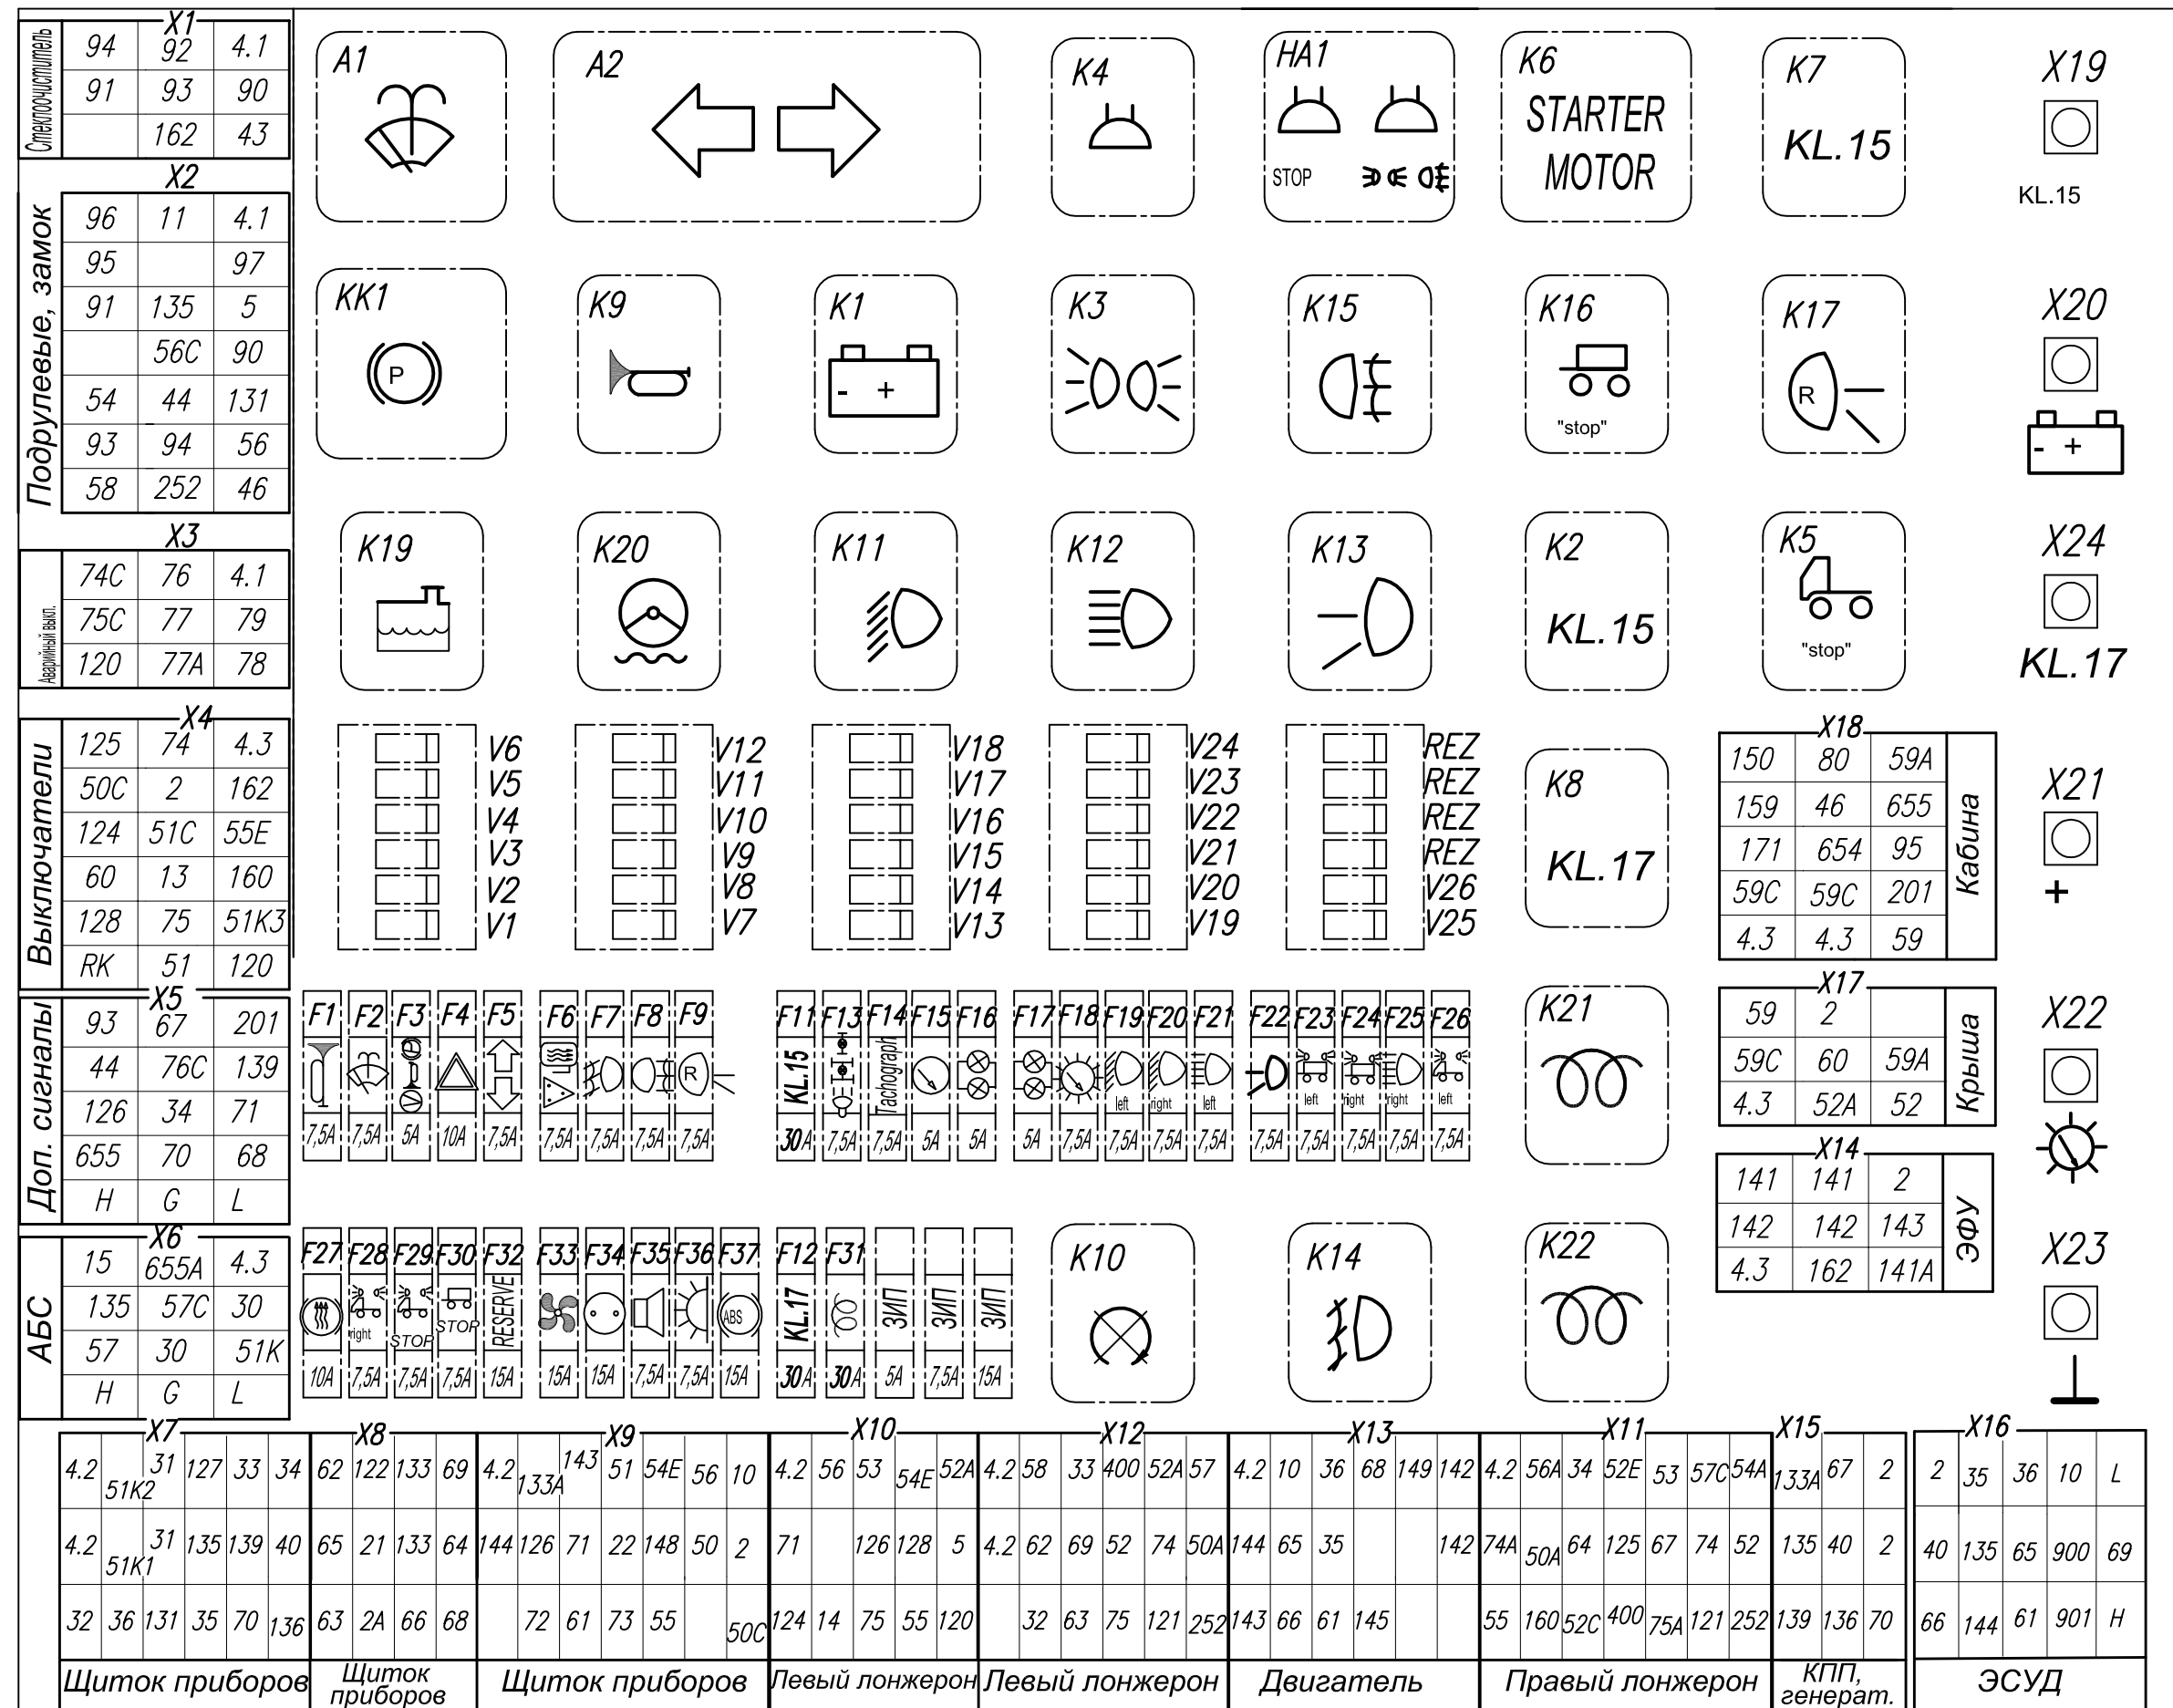 X1
Стеклоочиститель
94 92 4.1
91 93 90
162 43
X2
Подрулевые, замок
96 11 4.1
95 97
91 135 5
56C 90
54 44 131
93 94 56
58 252 46
X3
Аварийный выкл.
74C 76 4.1
75C 77 79
120 77A 78
X4
Выключатели
125 74 4.3
50C 2 162
124 51C 55E
60 13 160
128 75 51K3
RK 51 120
X5
Доп. сигналы
93 67 201
44 76C 139
126 34 71
655 70 68
H G L
X6
АБС
15 655A 4.3
135 57C 30
57 30 51K
H G L
A1
A2
K4
HA1
STOP
K6
STARTER
MOTOR
K7
KL.15
X19
KL.15
KK1
P
K9
K1
- +
K3
K15
K16
"stop"
K17
R
X20
- +
K19
K20
K11
K12
K13
K2
KL.15
K5
"stop"
X24
KL.17
V6 V12 V18 V24 REZ
V5 V11 V17 V23 REZ
V4 V10 V16 V22 REZ
V3 V9 V15 V21 REZ
V2 V8 V14 V20 V26
V1 V7 V13 V19 V25
K8
KL.17
X18
150 80 59A
159 46 655
171 654 95
59C 59C 201
4.3 4.3 59
Кабина
X21
+
F1 F2 F3 F4 F5 F6 F7 F8 F9 F11 F13 F14 F15 F16 F17 F18 F19 F20 F21 F22 F23 F24 F25 F26
R KL.15 Tachograph left right left left right right left
7,5A 7,5A 5A 10A 7,5A 7,5A 7,5A 7,5A 7,5A 30A 7,5A 7,5A 5A 5A 5A 7,5A 7,5A 7,5A 7,5A 7,5A 7,5A 7,5A 7,5A 7,5A
K21
X17
59 2
59C 60 59A
4.3 52A 52
Крыша
X22
X14
141 141 2
142 142 143
4.3 162 141A
ЭФУ
X23
F27 F28 F29 F30 F32 F33 F34 F35 F36 F37 F12 F31
right STOP STOP RESERVE ABS KL.17 ЗИП ЗИП ЗИП
10A 7,5A 7,5A 7,5A 15A 15A 15A 7,5A 7,5A 15A 30A 30A 5A 7,5A 15A
K10
K14
K22
X7
4.2 51K2 31 127 33 34
4.2 51K1 31 135 139 40
32 36 131 35 70 136
Щиток приборов
X8
62 122 133 69
65 21 133 64
63 2A 66 68
Щиток
приборов
X9
4.2 133A 143 51 54E 56 10
144 126 71 22 148 50 2
72 61 73 55 50C
Щиток приборов
X10
4.2 56 53 54E 52A
71 126 128 5
124 14 75 55 120
Левый лонжерон
X12
4.2 58 33 400 52A 57
4.2 62 69 52 74 50A
32 63 75 121 252
Левый лонжерон
X13
4.2 10 36 68 149 142
144 65 35 142
143 66 61 145
Двигатель
X11
4.2 56A 34 52E 53 57C 54A
74A 50A 64 125 67 74 52
55 160 52C 400 75A 121 252
Правый лонжерон
X15
133A 67 2
135 40 2
139 136 70
КПП,
генерат.
X16
2 35 36 10 L
40 135 65 900 69
66 144 61 901 H
ЭСУД